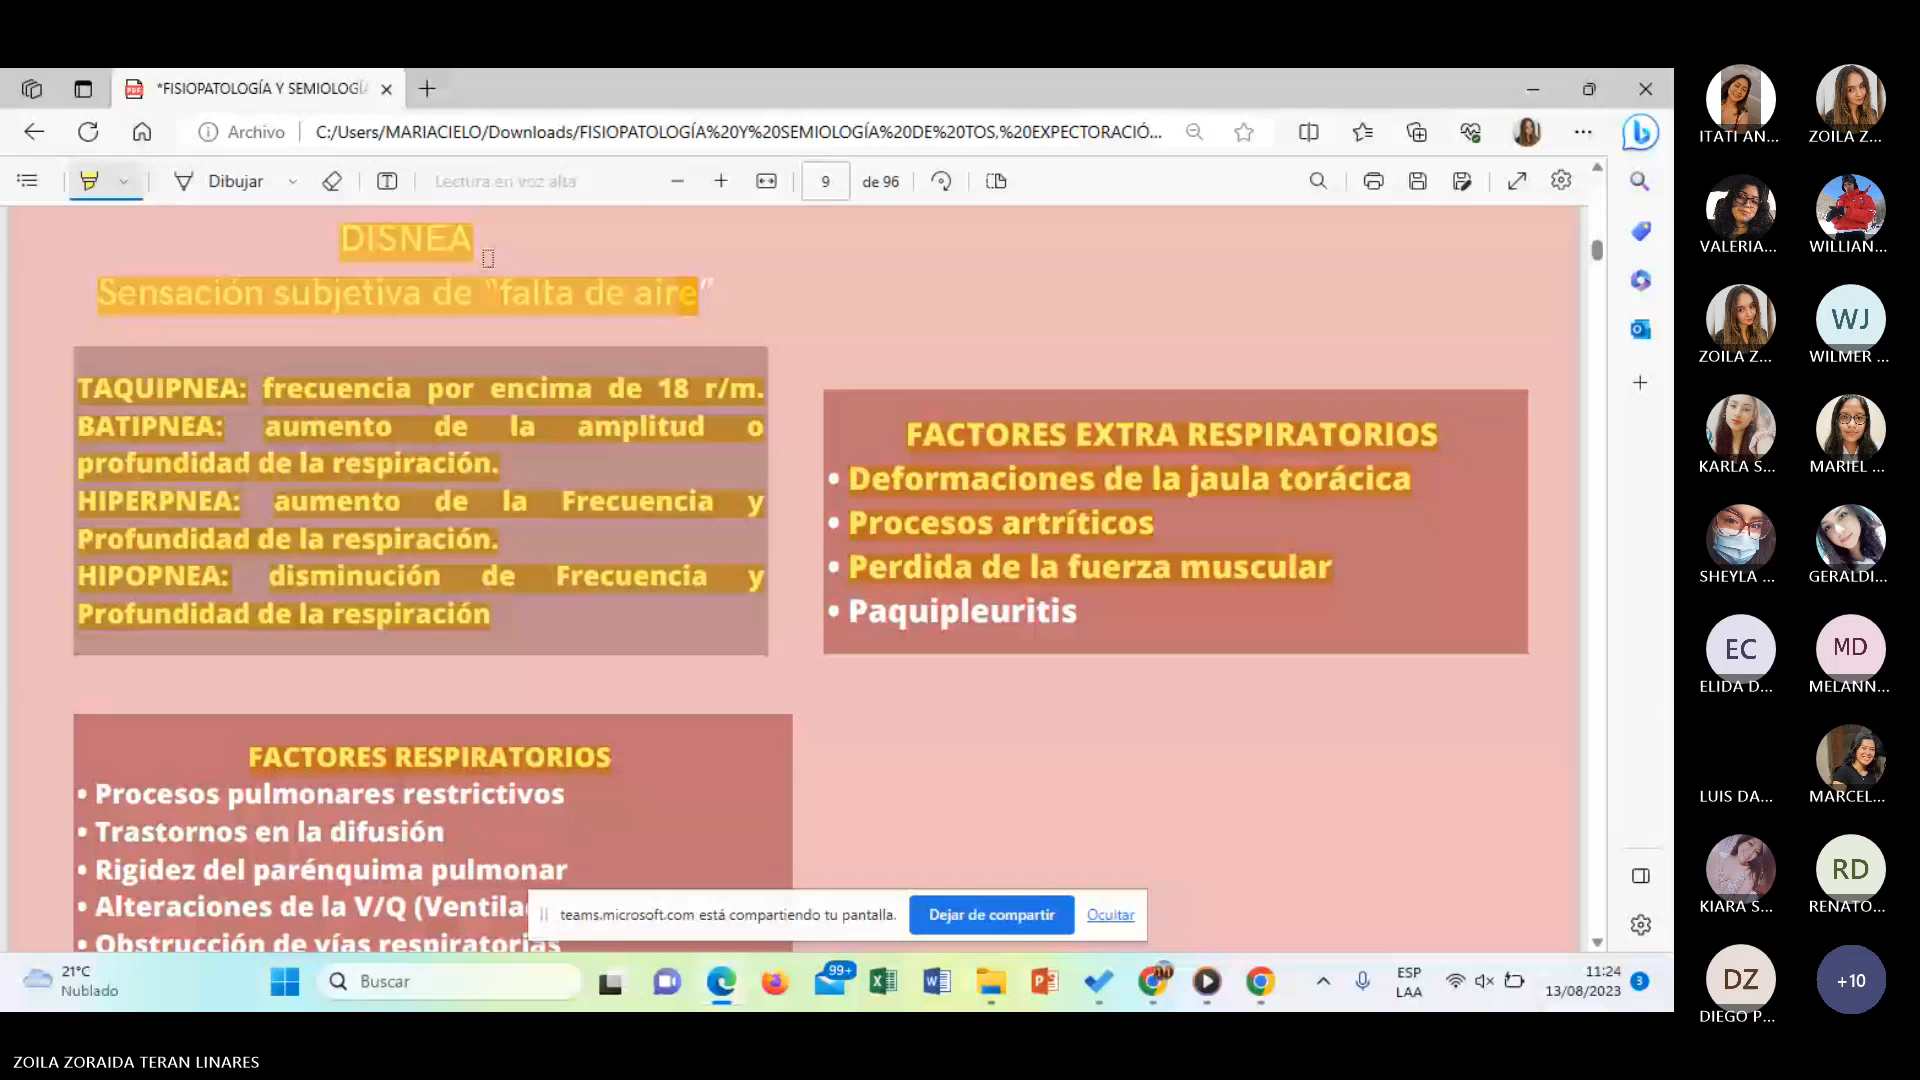 *FISIOPATOLOGÍA Y SEMIOLOGÍA
Archivo
C:/Users/MARIACIELO/Downloads/FISIOPATOLOGÍA%20Y%20SEMIOLOGÍA%20DE%20TOS,%20EXPECTORACIÓ...
Dibujar
Lectura en voz alta
9
de 96
DISNEA
Sensación subjetiva de "falta de aire"
TAQUIPNEA: frecuencia por encima de 18 r/m.
BATIPNEA: aumento de la amplitud o
profundidad de la respiración.
HIPERPNEA: aumento de la Frecuencia y
Profundidad de la respiración.
HIPOPNEA: disminución de Frecuencia y
Profundidad de la respiración
FACTORES EXTRA RESPIRATORIOS
• Deformaciones de la jaula torácica
• Procesos artríticos
• Perdida de la fuerza muscular
• Paquipleuritis
FACTORES RESPIRATORIOS
• Procesos pulmonares restrictivos
• Trastornos en la difusión
• Rigidez del parénquima pulmonar
• Alteraciones de la V/Q (Ventila
• Obstrucción de vías respiratorias
teams.microsoft.com está compartiendo tu pantalla.
Dejar de compartir
Ocultar
21°C
Nublado
Buscar
99+
ESP
LAA
11:24
13/08/2023
3
ITATI AN...
ZOILA Z...
VALERIA...
WILLIAN...
ZOILA Z...
WJ
WILMER ...
KARLA S...
MARIEL ...
SHEYLA ...
GERALDI...
EC
ELIDA D...
MD
MELANN...
LUIS DA...
MARCEL...
KIARA S...
RD
RENATO...
DZ
DIEGO P...
+10
ZOILA ZORAIDA TERAN LINARES